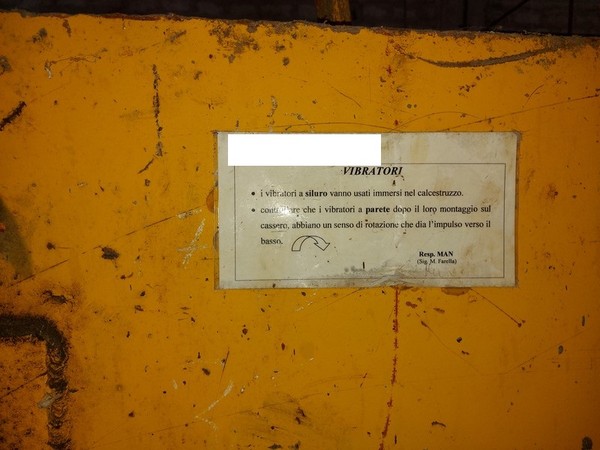 VIBRATORI
• i vibratori a siluro vanno usati immersi nel calcestruzzo.
• controllare che i vibratori a parete dopo il loro montaggio sul
cassero, abbiano un senso di rotazione che dia l'impulso verso il
basso.
Resp. MAN
(Sig. M. Farella)